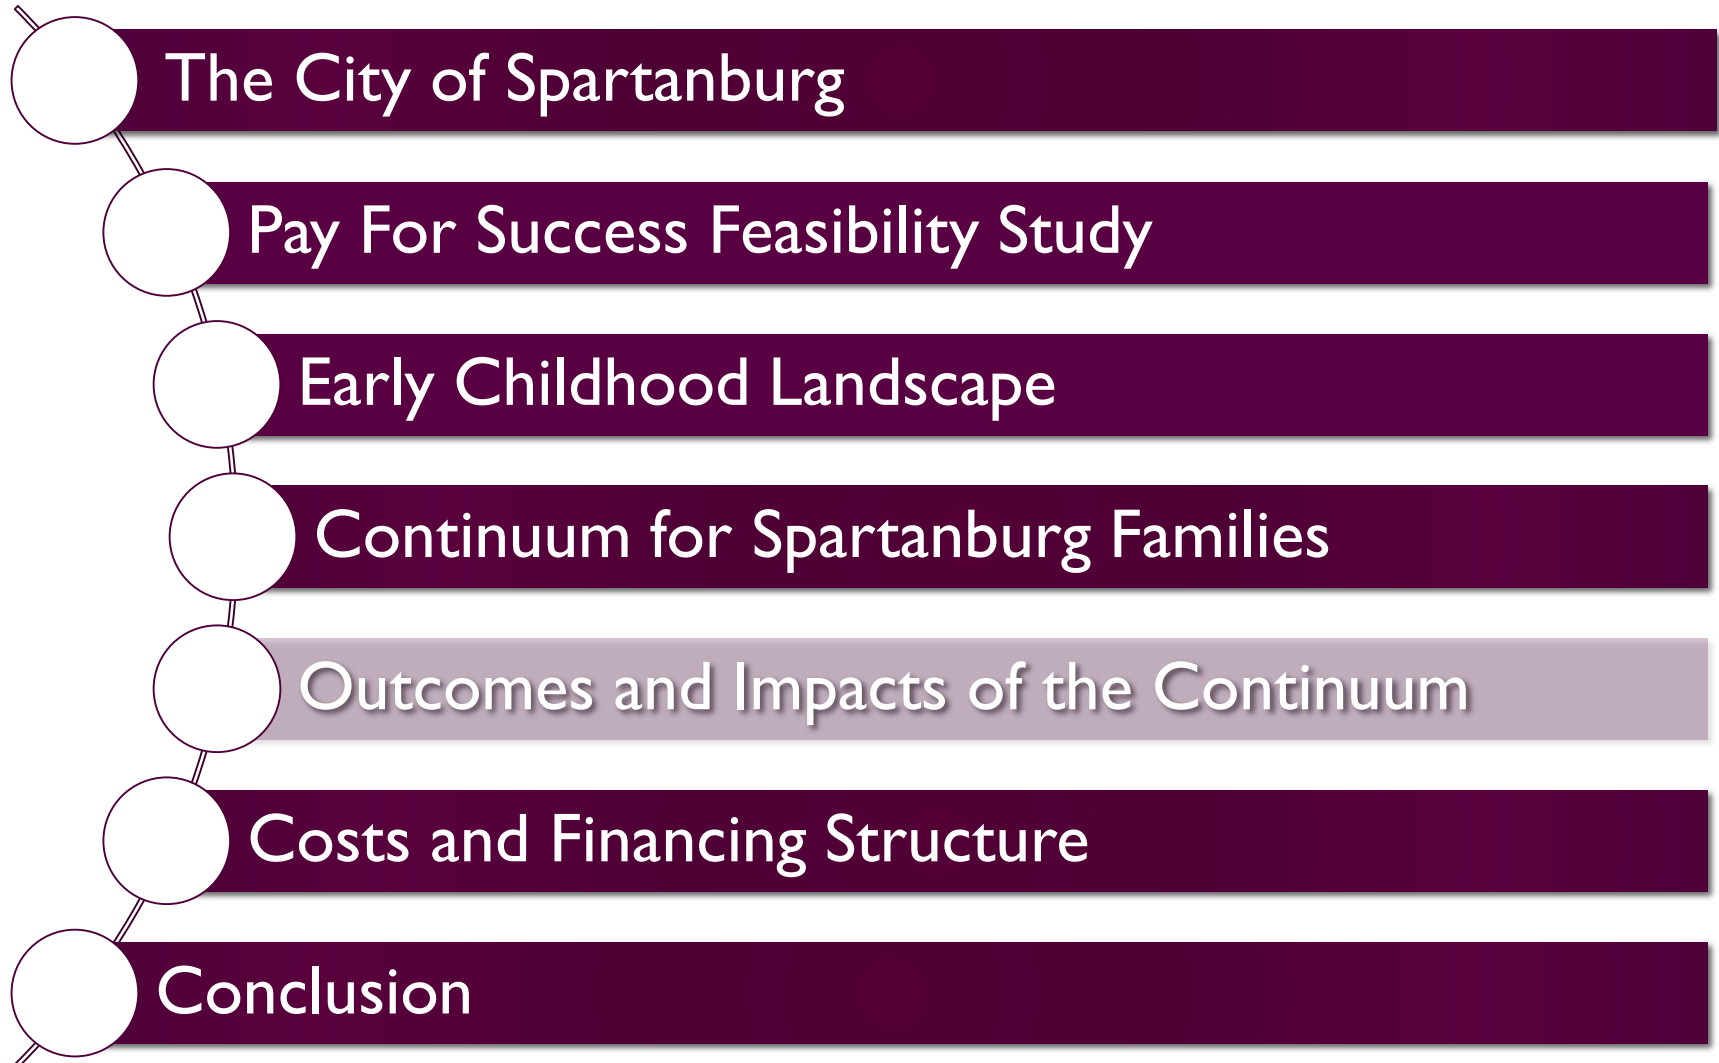 The City of Spartanburg
Pay For Success Feasibility Study
Early Childhood Landscape
Continuum for Spartanburg Families
Outcomes and Impacts of the Continuum
Costs and Financing Structure
Conclusion